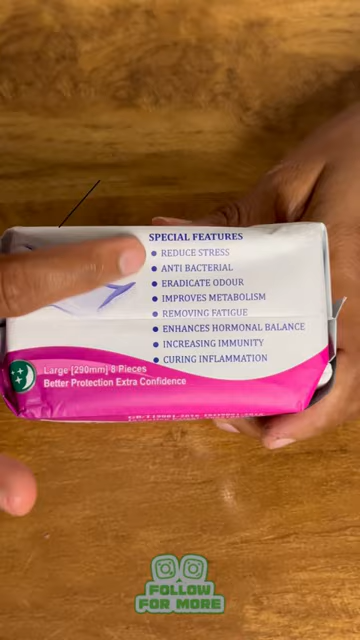 SPECIAL FEATURES
REDUCE STRESS
ANTI BACTERIAL
ERADICATE ODOUR
IMPROVES METABOLISM
REMOVING FATIGUE
ENHANCES HORMONAL BALANCE
INCREASING IMMUNITY
CURING INFLAMMATION
Large [290mm] 8 Pieces
Better Protection Extra Confidence
FOLLOW
FOR MORE